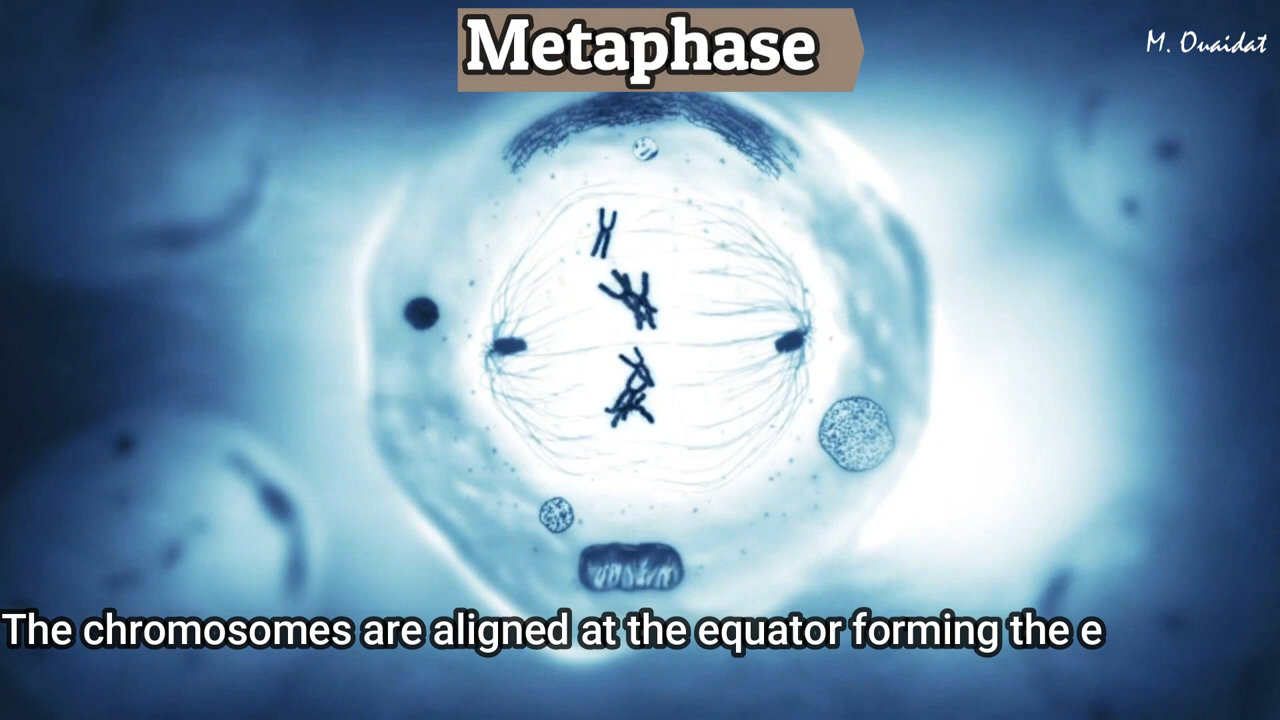 Metaphase
M. Ouaidat
The chromosomes are aligned at the equator forming the e